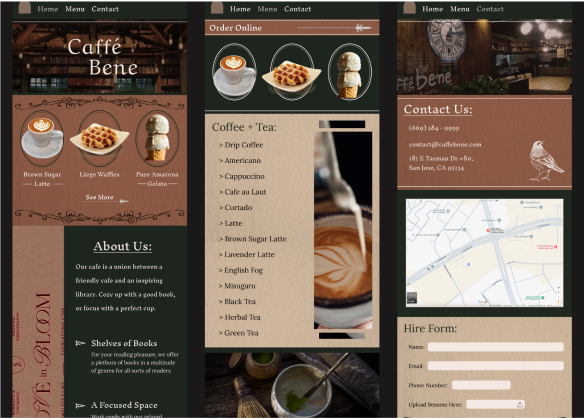 Home Menu Contact
Caffé
Bene
Brown Sugar
Latte
Liege Waffles
Pure Amarena
Gelato
See More
About Us:
Our cafe is a union between a
friendly cafe and an inspiring
library. Cozy up with a good book,
or focus with a perfect cup.
Shelves of Books
For your reading pleasure, we offer
a plethora of books in a multitude
of genres for all sorts of readers
A Focused Space
in BLOOM
Home Menu Contact
Order Online
Coffee + Tea:
> Drip Coffee
> Americano
> Cappuccino
> Cafe au Laut
> Cortado
> Latte
> Brown Sugar Latte
> Lavender Latte
> English Fog
> Misugaru
> Black Tea
> Herbal Tea
> Green Tea
Home Menu Contact
bene
Contact Us:
(669) 284 - 9959
contact@caffebene.com
181 E Tasman Dr #80,
San Jose, CA 95134
Hire Form:
Name:
Email:
Phone Number:
Upload Resume Here: